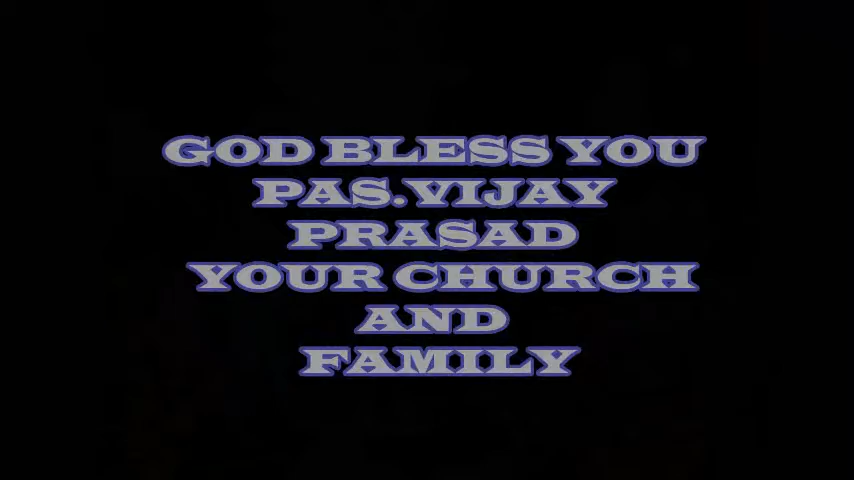 GOD BLESS YOU
PAS.VIJAY
PRASAD
YOUR CHURCH
AND
FAMILY